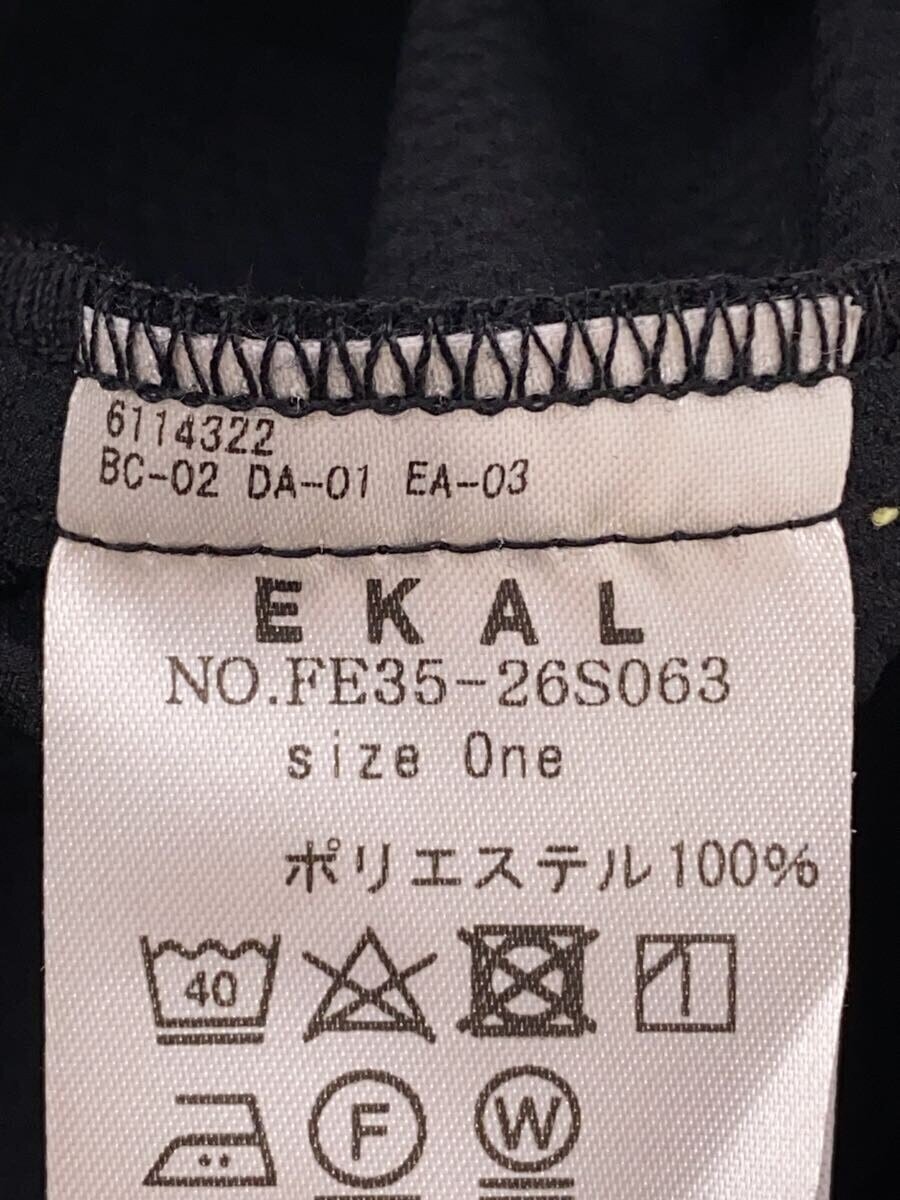 6114322
BC-02 DA-01 EA-03
EKAL
NO.FE35-26S063
size One
ポリエステル100%
40
F W